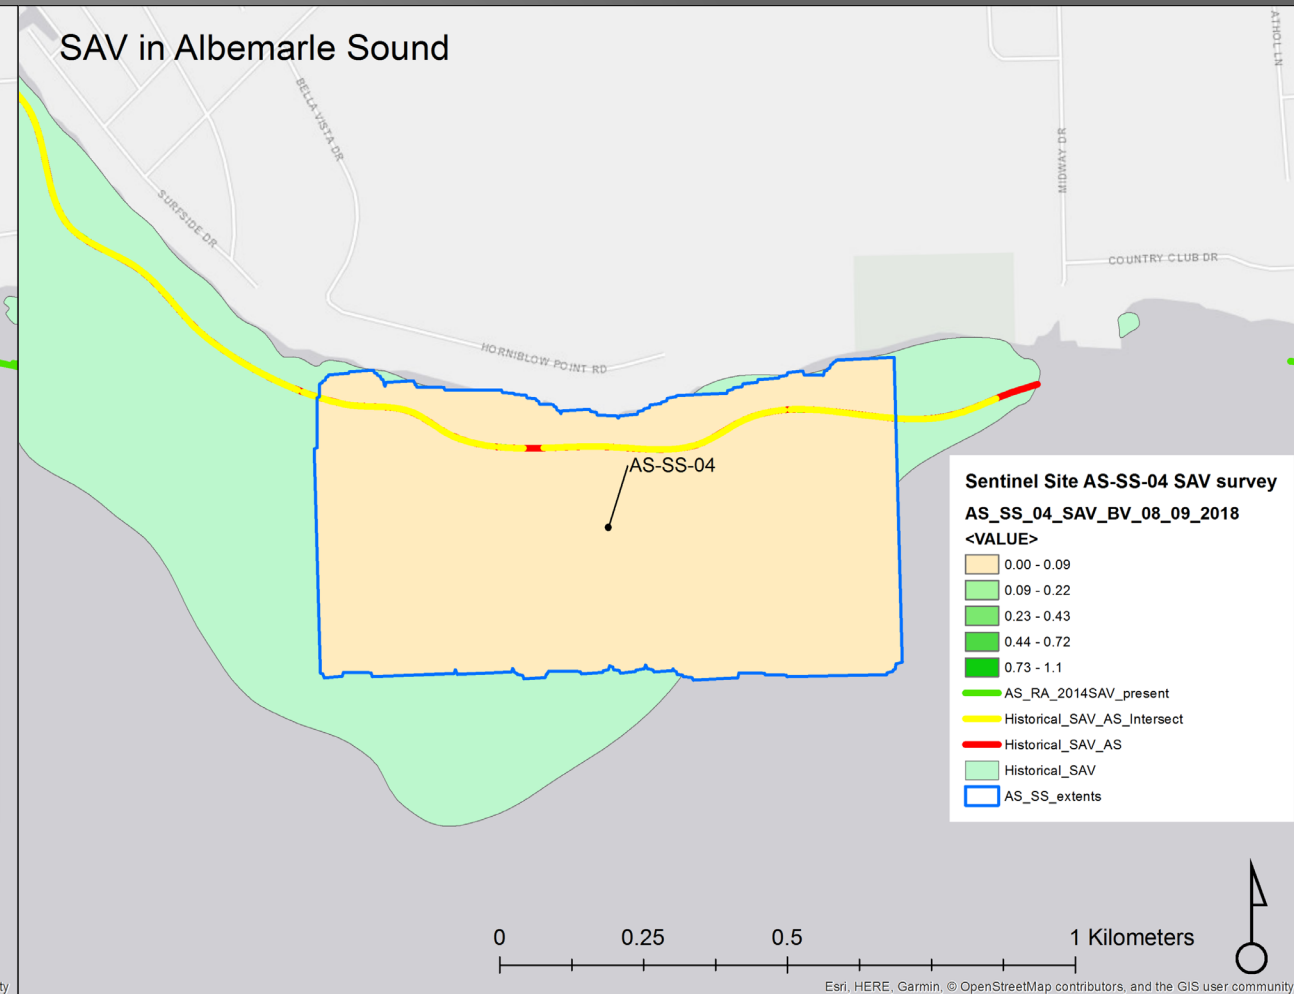 SAV in Albemarle Sound
ATHOL LN
BELLA VISTA DR
MIDWAY DR
SURFSIDE DR
COUNTRY CLUB DR
HORNIBLOW POINT RD
AS-SS-04
Sentinel Site AS-SS-04 SAV survey
AS_SS_04_SAV_BV_08_09_2018
<VALUE>
0.00 - 0.09
0.09 - 0.22
0.23 - 0.43
0.44 - 0.72
0.73 - 1.1
AS_RA_2014SAV_present
Historical_SAV_AS_Intersect
Historical_SAV_AS
Historical_SAV
AS_SS_extents
0 0.25 0.5 1 Kilometers
ty
Esri, HERE, Garmin, © OpenStreetMap contributors, and the GIS user community